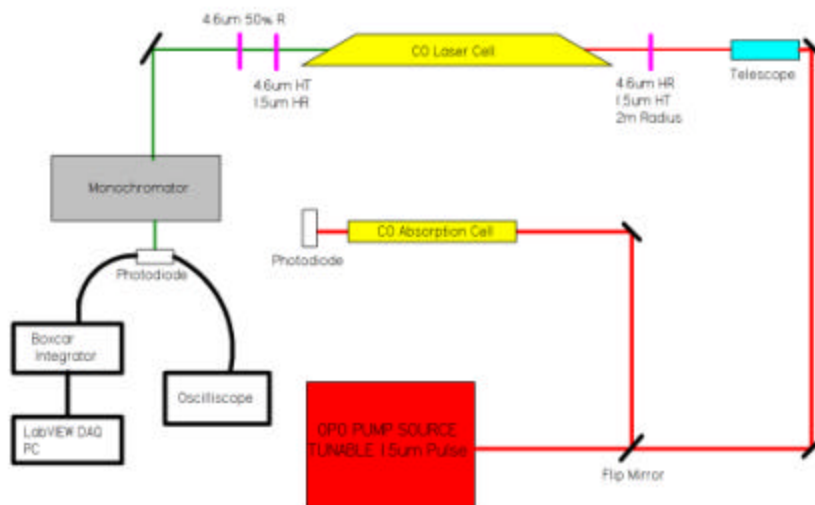 4.6um 50% R
CO Laser Cell
4.6um HT
1.5um HR
4.6um HR
1.5um HT
2m Radius
Telescope
Monochromator
CO Absorption Cell
Photodiode
Photodiode
Boxcar
Integrator
Oscilliscope
LabVIEW DAQ
PC
OPO PUMP SOURCE
TUNABLE 1.5um Pulse
Flip Mirror